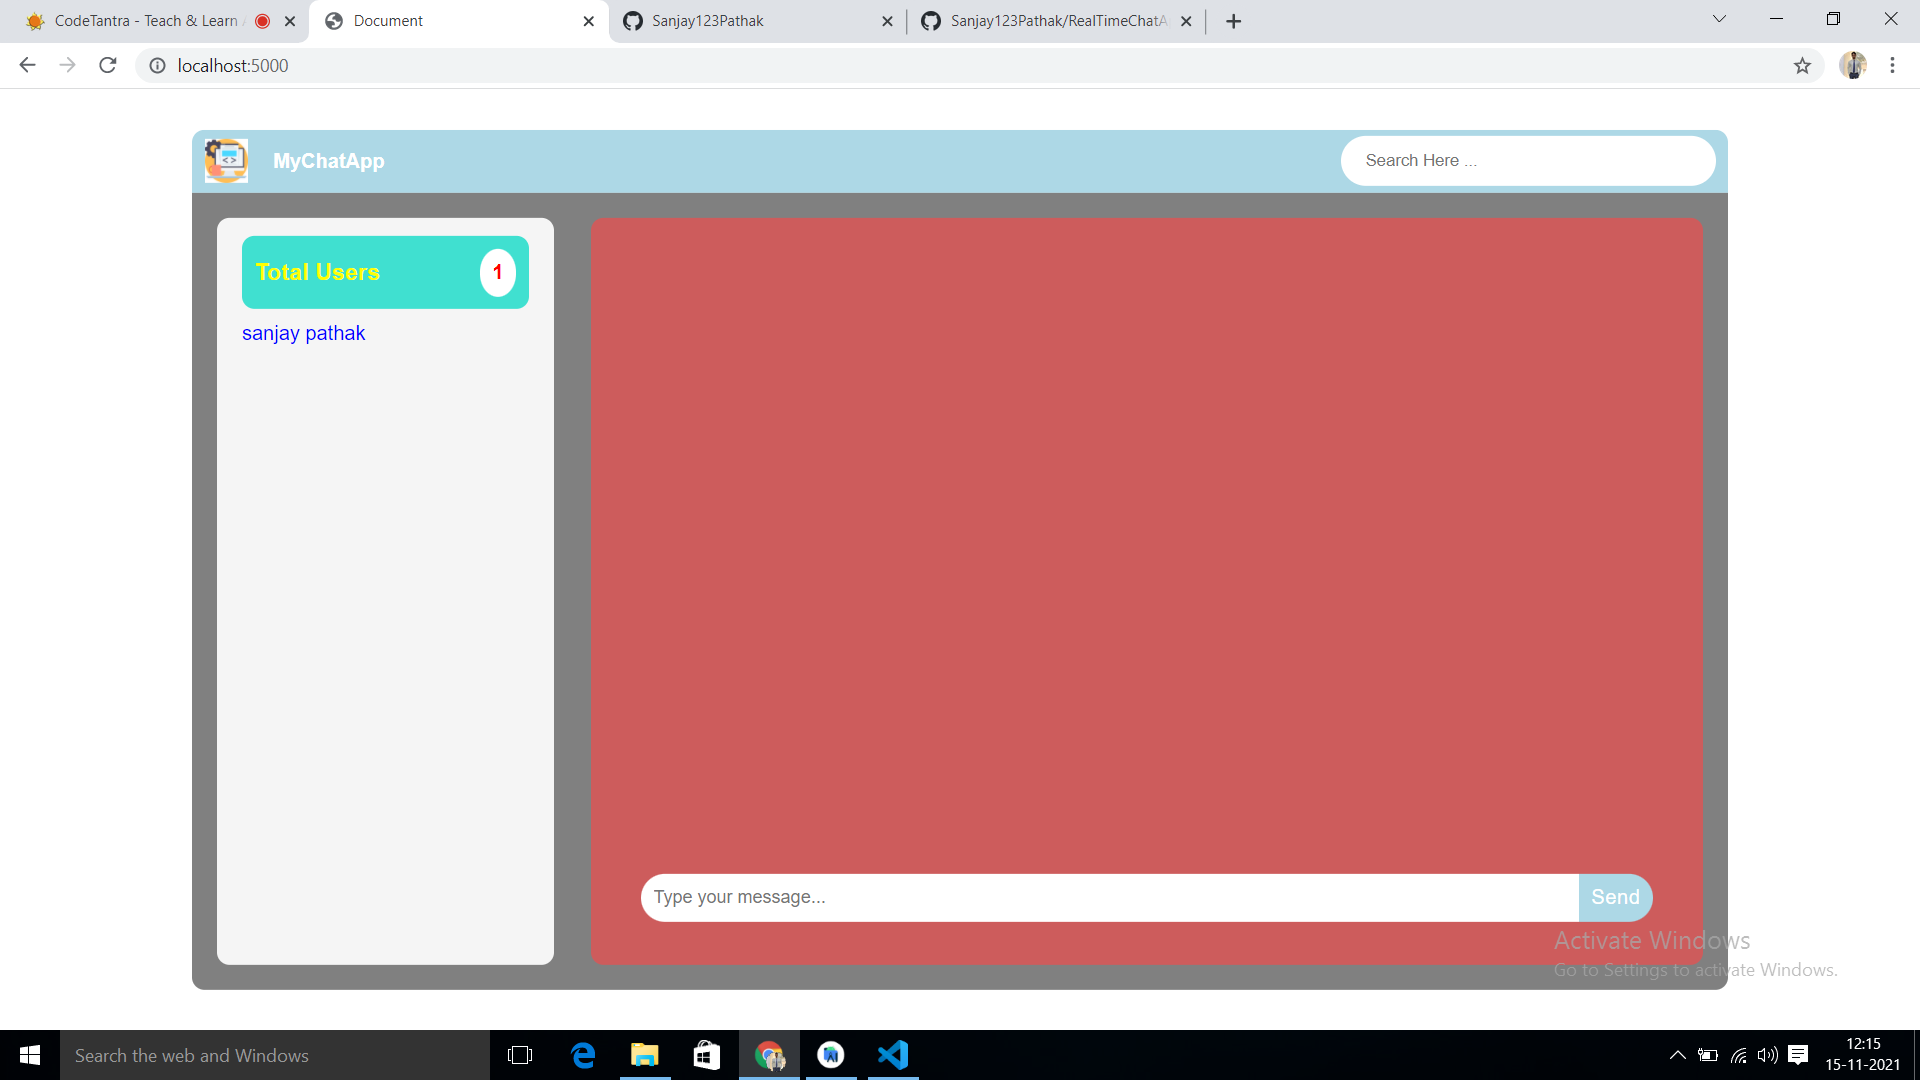 CodeTantra - Teach & Learn
Document
Sanjay123Pathak
Sanjay123Pathak/RealTimeChatA
localhost:5000
MyChatApp
Search Here ...
Total Users
1
sanjay pathak
Type your message...
Send
Activate Windows
Go to Settings to activate Windows.
Search the web and Windows
12:15
15-11-2021